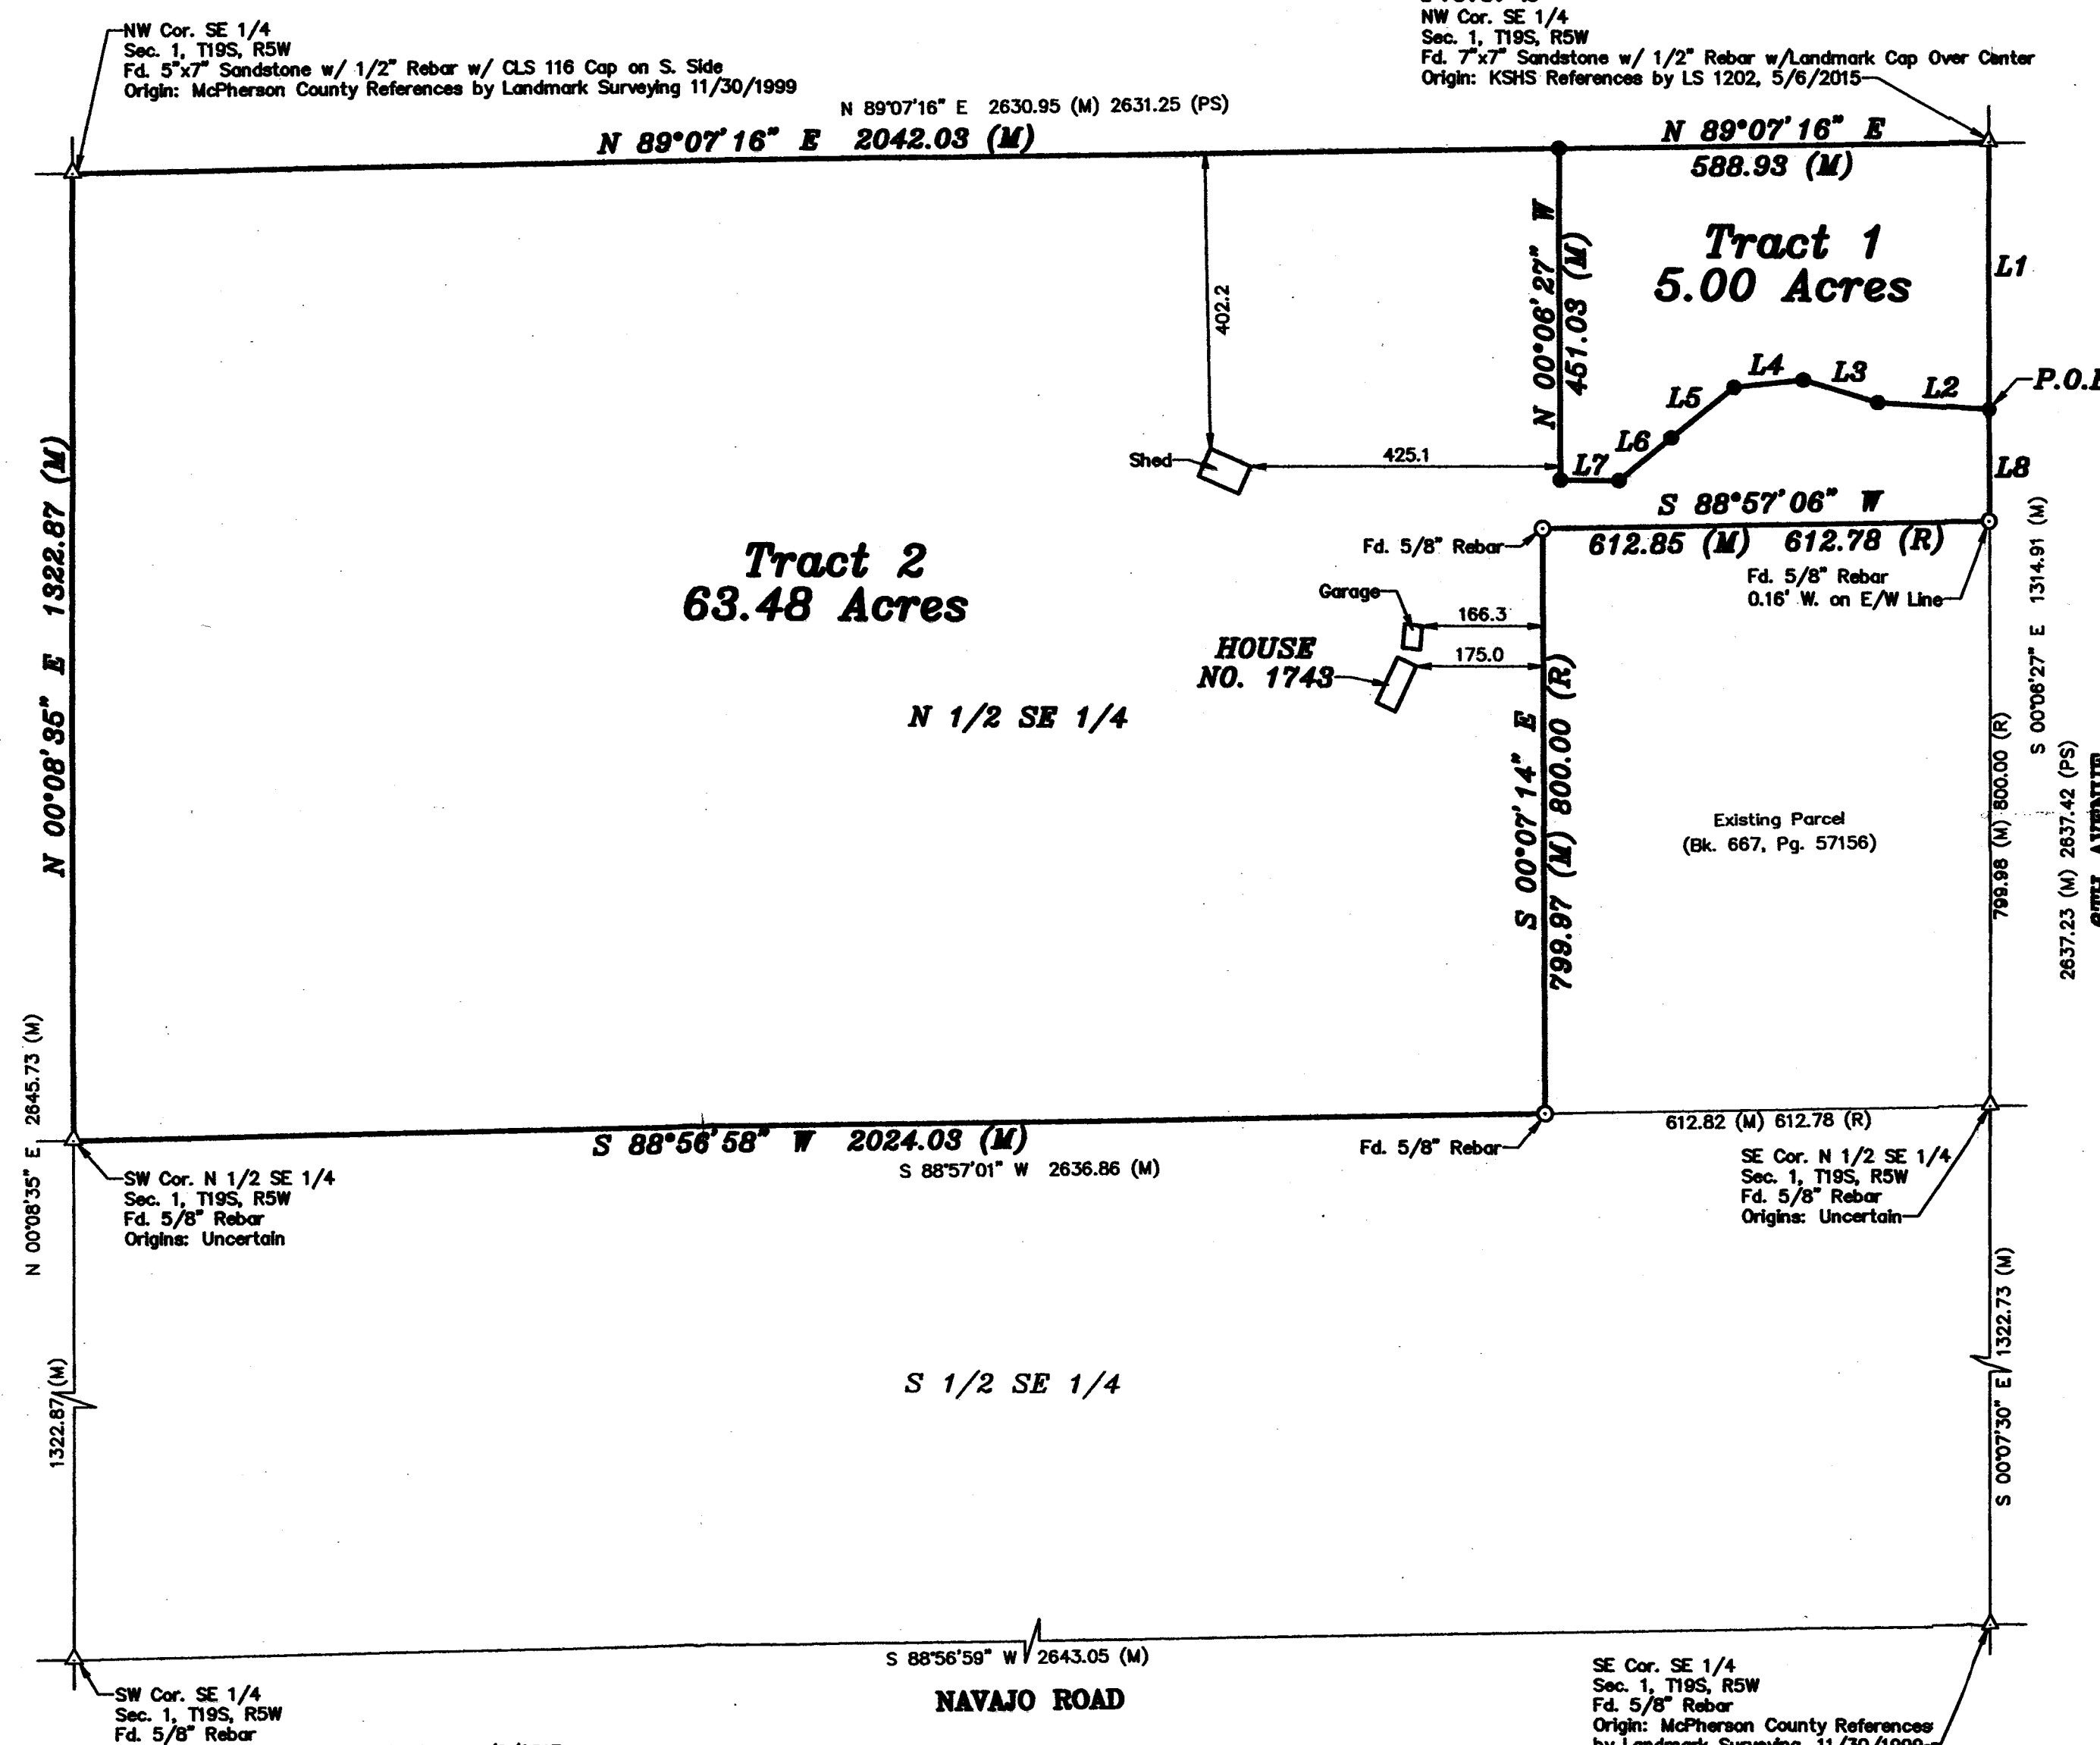 NW Cor. SE 1/4
Sec. 1, T19S, R5W
Fd. 5"x7" Sandstone w/ 1/2" Rebar w/ CLS 116 Cap on S. Side
Origin: McPherson County References by Landmark Surveying 11/30/1999
NW Cor. SE 1/4
Sec. 1, T19S, R5W
Fd. 7"x7" Sandstone w/ 1/2" Rebar w/Landmark Cap Over Center
Origin: KSHS References by LS 1202, 5/6/2015
N 89°07'16" E 2630.95 (M) 2631.25 (PS)
N 89°07'16" E 2042.03 (M)
N 89°07'16" E
588.93 (M)
Tract 1
5.00 Acres
N 00°06'27" W
451.03 (M)
L1
L2
L3
L4
L5
L6
L7
L8
402.2
Shed
425.1
S 88°57'06" W
612.85 (M) 612.78 (R)
Fd. 5/8" Rebar
Fd. 5/8" Rebar
0.16' W. on E/W Line
N 00°08'35" E 1322.87 (M)
Tract 2
63.48 Acres
Garage
166.3
HOUSE
NO. 1743
175.0
N 1/2 SE 1/4
S 00°07'14" E
799.97 (M) 800.00 (R)
Existing Parcel
(Bk. 667, Pg. 57156)
799.98 (M) 800.00 (R)
S 00°06'27" E 1314.91 (M)
2637.23 (M) 2637.42 (PS)
N 00°08'35" E 2645.73 (M)
S 88°56'58" W 2024.03 (M)
S 88°57'01" W 2636.86 (M)
Fd. 5/8" Rebar
612.82 (M) 612.78 (R)
SW Cor. N 1/2 SE 1/4
Sec. 1, T19S, R5W
Fd. 5/8" Rebar
Origins: Uncertain
SE Cor. N 1/2 SE 1/4
Sec. 1, T19S, R5W
Fd. 5/8" Rebar
Origins: Uncertain
S 1/2 SE 1/4
1322.87 (M)
S 00°07'30" E 1322.73 (M)
S 88°56'59" W 2643.05 (M)
NAVAJO ROAD
SW Cor. SE 1/4
Sec. 1, T19S, R5W
Fd. 5/8" Rebar
SE Cor. SE 1/4
Sec. 1, T19S, R5W
Fd. 5/8" Rebar
Origin: McPherson County References
by Landmark Surveying, 11/30/1999